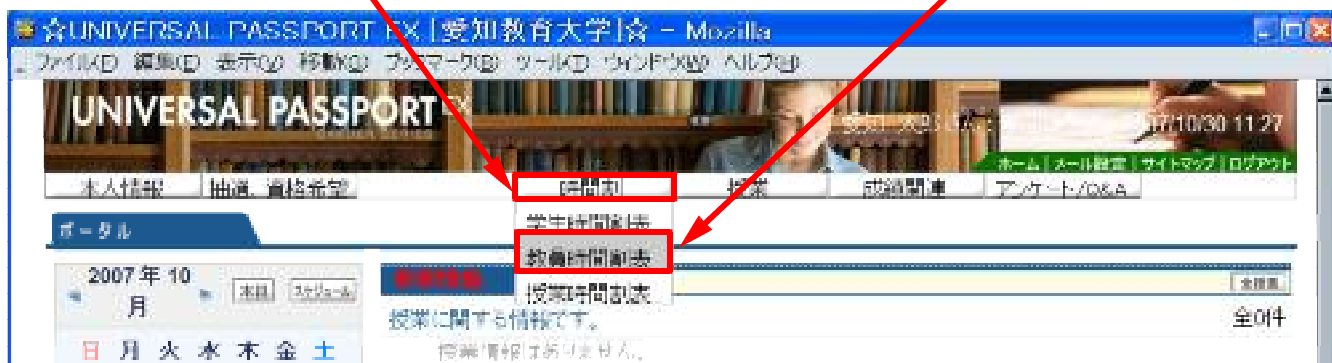 ☆UNIVERSAL PASSPORT EX [愛知教育大学]☆ - Mozilla
ファイル(F) 編集(E) 表示(V) 移動(G) ブックマーク(B) ツール(T) ウィンドウ(W) ヘルプ(H)
UNIVERSAL PASSPORT EX
07/10/30 11:27
ホーム | メール設定 | サイトマップ | ログアウト
本人情報 抽選、資格希望 時間割 授業 成績関連 アンケート/Q&A
学生時間割表
ポータル
教員時間割表
2007 年 10 月
本日 スケジュール
授業時間割表
授業に関する情報です。 全0件
日 月 火 水 木 金 土
授業情報はありません。